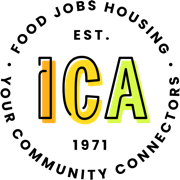 FOOD JOBS HOUSING
EST.
ICA
1971
• YOUR COMMUNITY CONNECTORS •